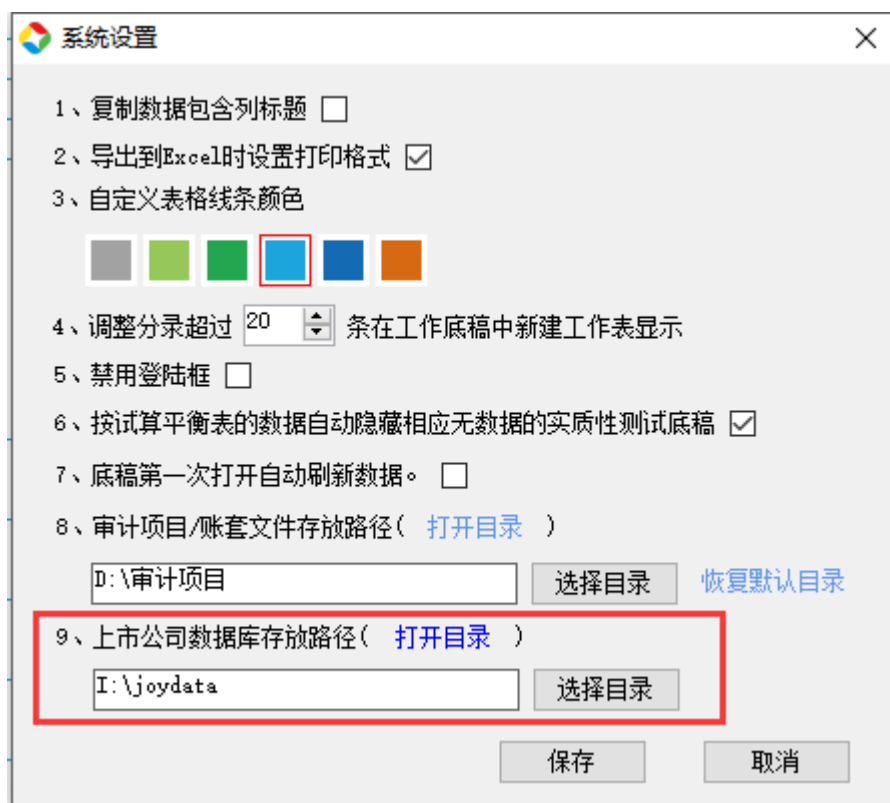 系统设置
1、复制数据包含列标题
2、导出到Excel时设置打印格式
3、自定义表格线条颜色
4、调整分录超过 20 条在工作底稿中新建工作表显示
5、禁用登陆框
6、按试算平衡表的数据自动隐藏相应无数据的实质性测试底稿
7、底稿第一次打开自动刷新数据。
8、审计项目/账套文件存放路径( 打开目录 )
D:\审计项目 选择目录 恢复默认目录
9、上市公司数据库存放路径( 打开目录 )
I:\joydata 选择目录
保存 取消